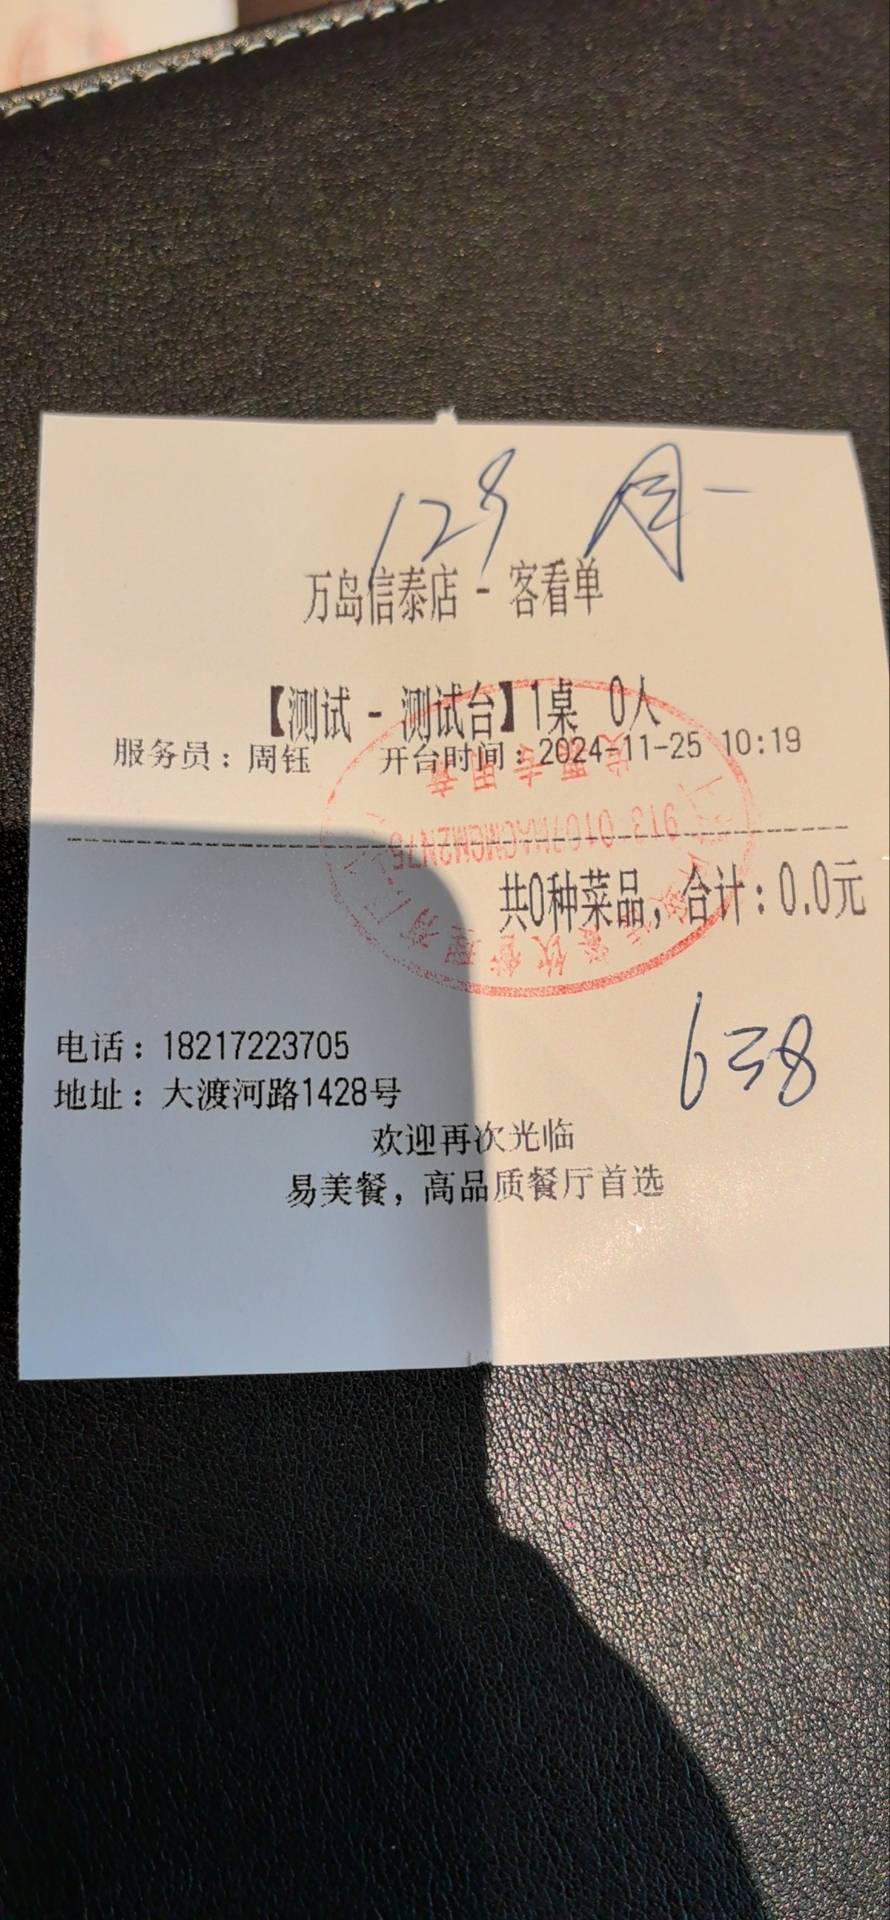 128
万岛信泰店 - 客看单
【测试 - 测试台】1桌 0人
服务员：周钰 开台时间：2024-11-25 10:19
共0种菜品，合计：0.0元
638
电话：18217223705
地址：大渡河路1428号
欢迎再次光临
易美餐，高品质餐厅首选